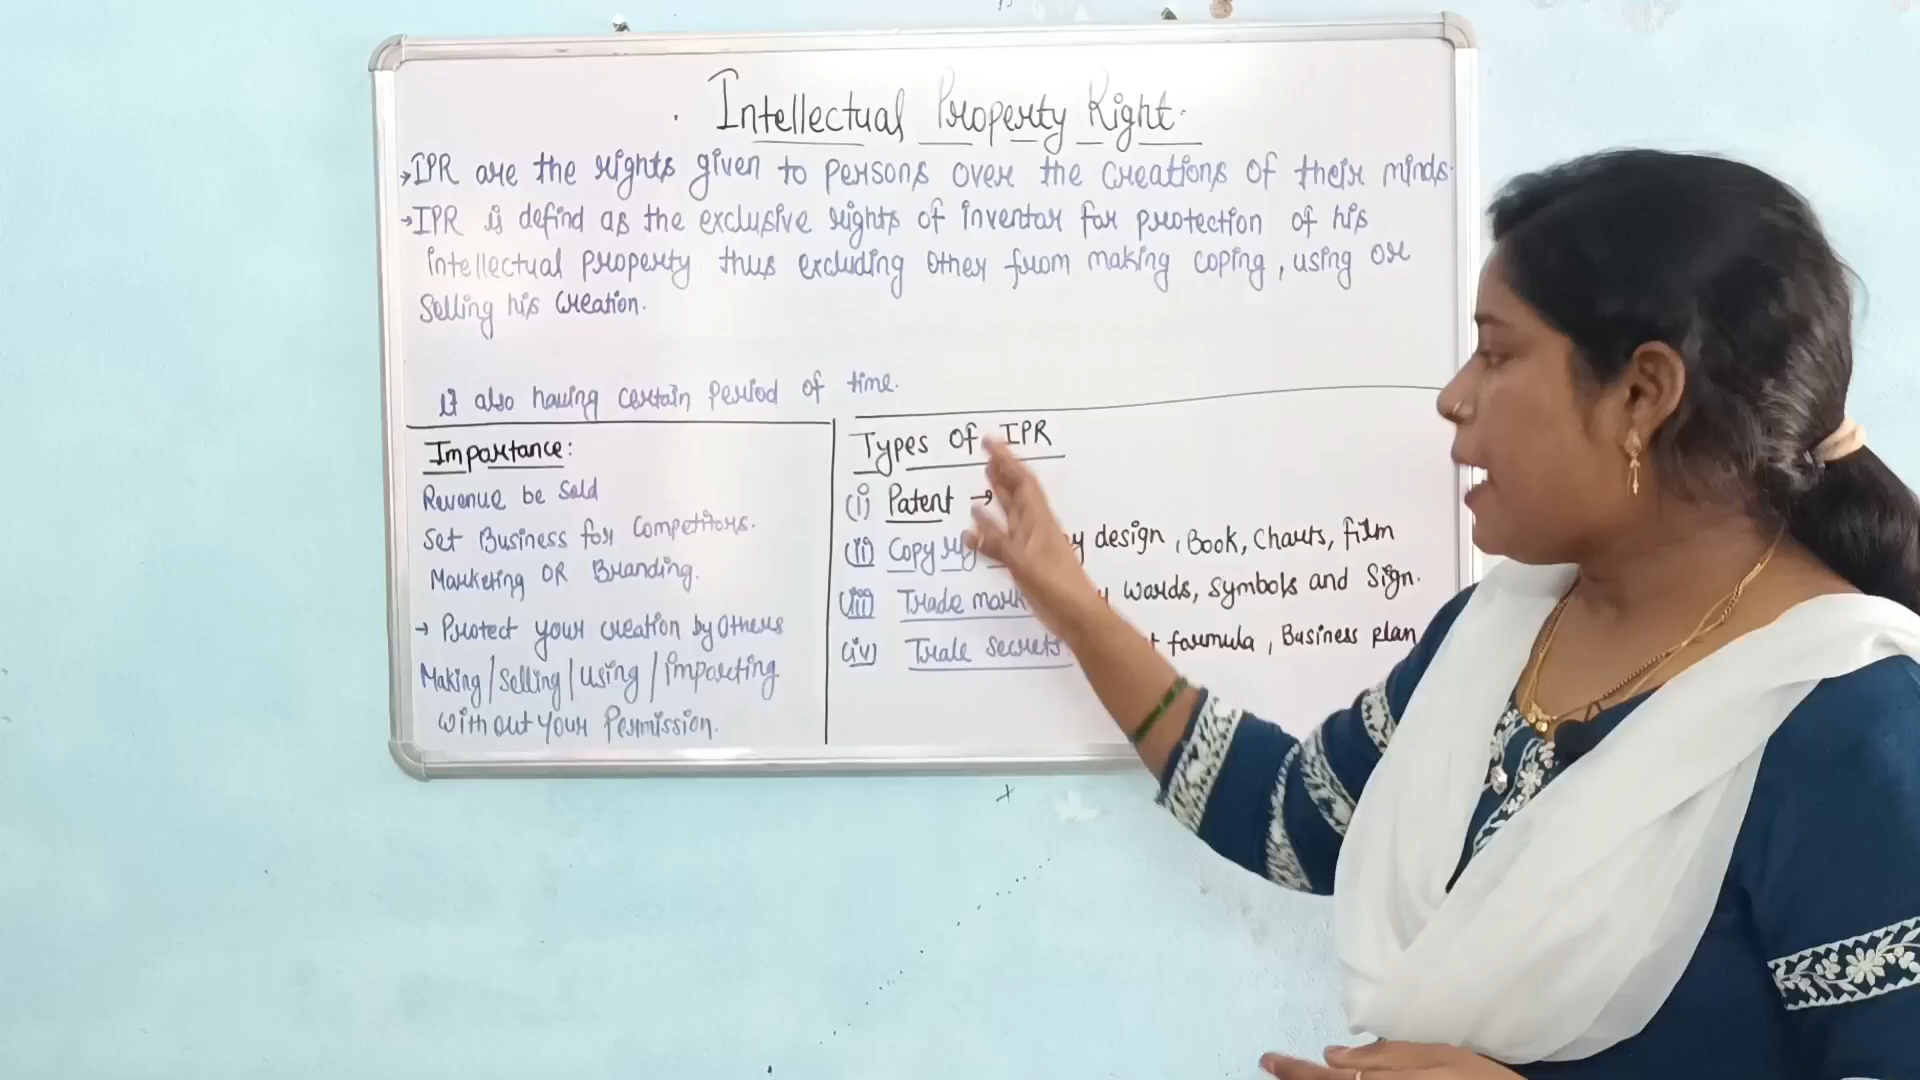 Intellectual Property Right.
→IPR are the rights given to persons over the creations of their minds.
→IPR is defind as the exclusive rights of inventor for protection of his
intellectual property thus excluding other from making coping, using or
Selling his creation.
it also having certain period of time.
Importance:
Revenue be sold
Set Business for Competitors.
Marketing OR Branding.
→ Protect your creation by others
Making/Selling/using/importing
with out your Permission.
Types of IPR
(i) Patent →
(ii) Copy design, Book, Charts, film
(iii) Trade mark words, symbols and Sign.
(iv) Trale secrets. formula, Business plan